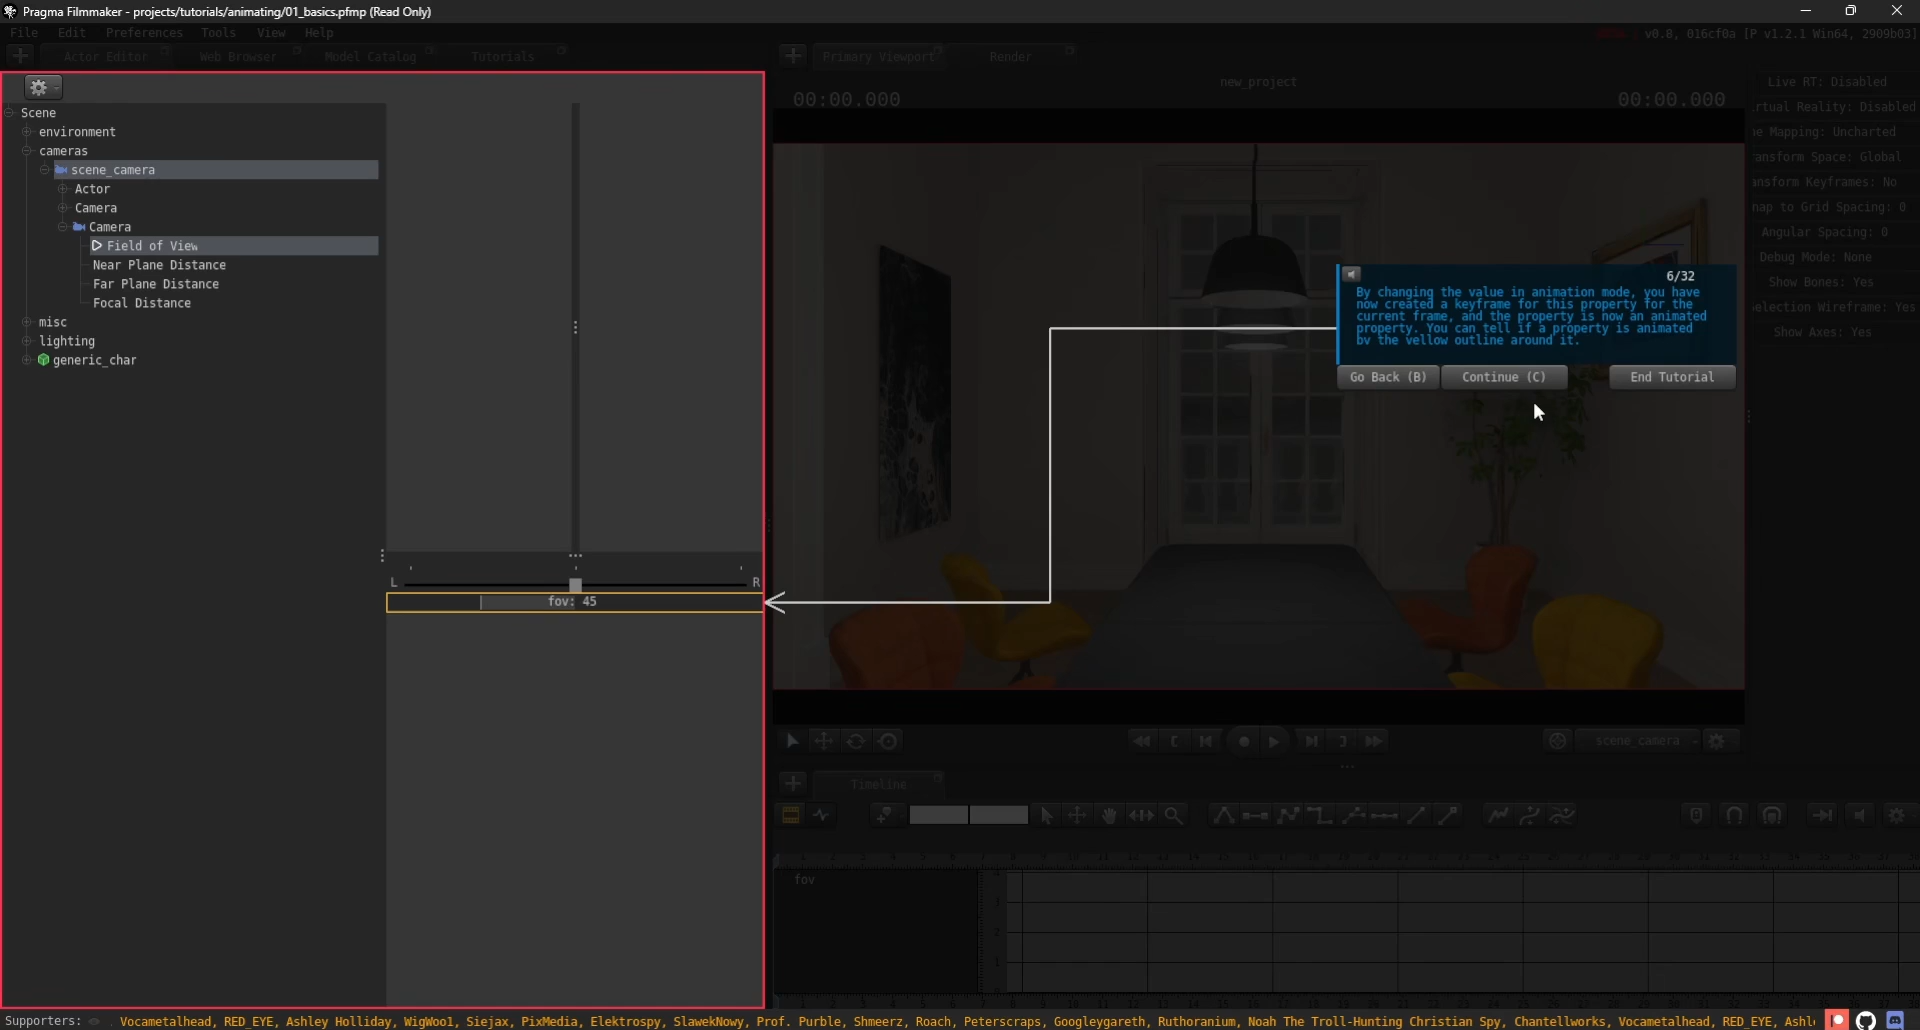 Pragma Filmmaker - projects/tutorials/animating/01_basics.pfmp (Read Only)
File Edit Preferences Tools View Help
v0.8, 016cf0a [P v1.2.1 Win64, 2909b03]
Actor Editor Web Browser Model Catalog Tutorials
Primary Viewport Render
new_project
00:00.000 00:00.000
Live RT: Disabled
rtual Reality: Disabled
e Mapping: Uncharted
ansform Space: Global
ansform Keyframes: No
nap to Grid Spacing: 0
Angular Spacing: 0
Debug Mode: None
Show Bones: Yes
election Wireframe: Yes
Show Axes: Yes
Scene
environment
cameras
scene_camera
Actor
Camera
Camera
Field of View
Near Plane Distance
Far Plane Distance
Focal Distance
misc
lighting
generic_char
L R
fov: 45
6/32
By changing the value in animation mode, you have
now created a keyframe for this property for the
current frame, and the property is now an animated
property. You can tell if a property is animated
by the yellow outline around it.
Go Back (B) Continue (C) End Tutorial
scene_camera
Timeline
fov
Supporters: Vocametalhead, RED_EYE, Ashley Holliday, WigWoo1, Siejax, PixMedia, Elektrospy, SlawekNowy, Prof. Purble, Shmeerz, Roach, Peterscraps, Googleygareth, Ruthoranium, Noah The Troll-Hunting Christian Spy, Chantellworks, Vocametalhead, RED_EYE, Ashl